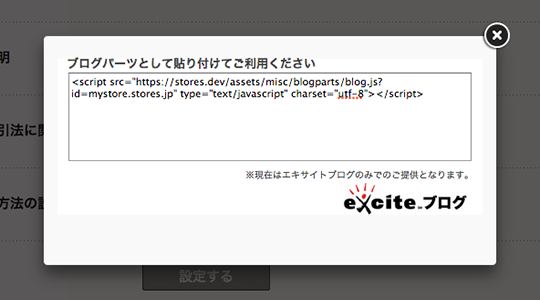 ブログパーツとして貼り付けてご利用ください
明
<script src="https://stores.dev/assets/misc/blogparts/blog.js?
id=mystore.stores.jp" type="text/javascript" charset="utf-8"></script>
引法に関
※現在はエキサイトブログのみでのご提供となります。
方法の設
excite ブログ
設定する